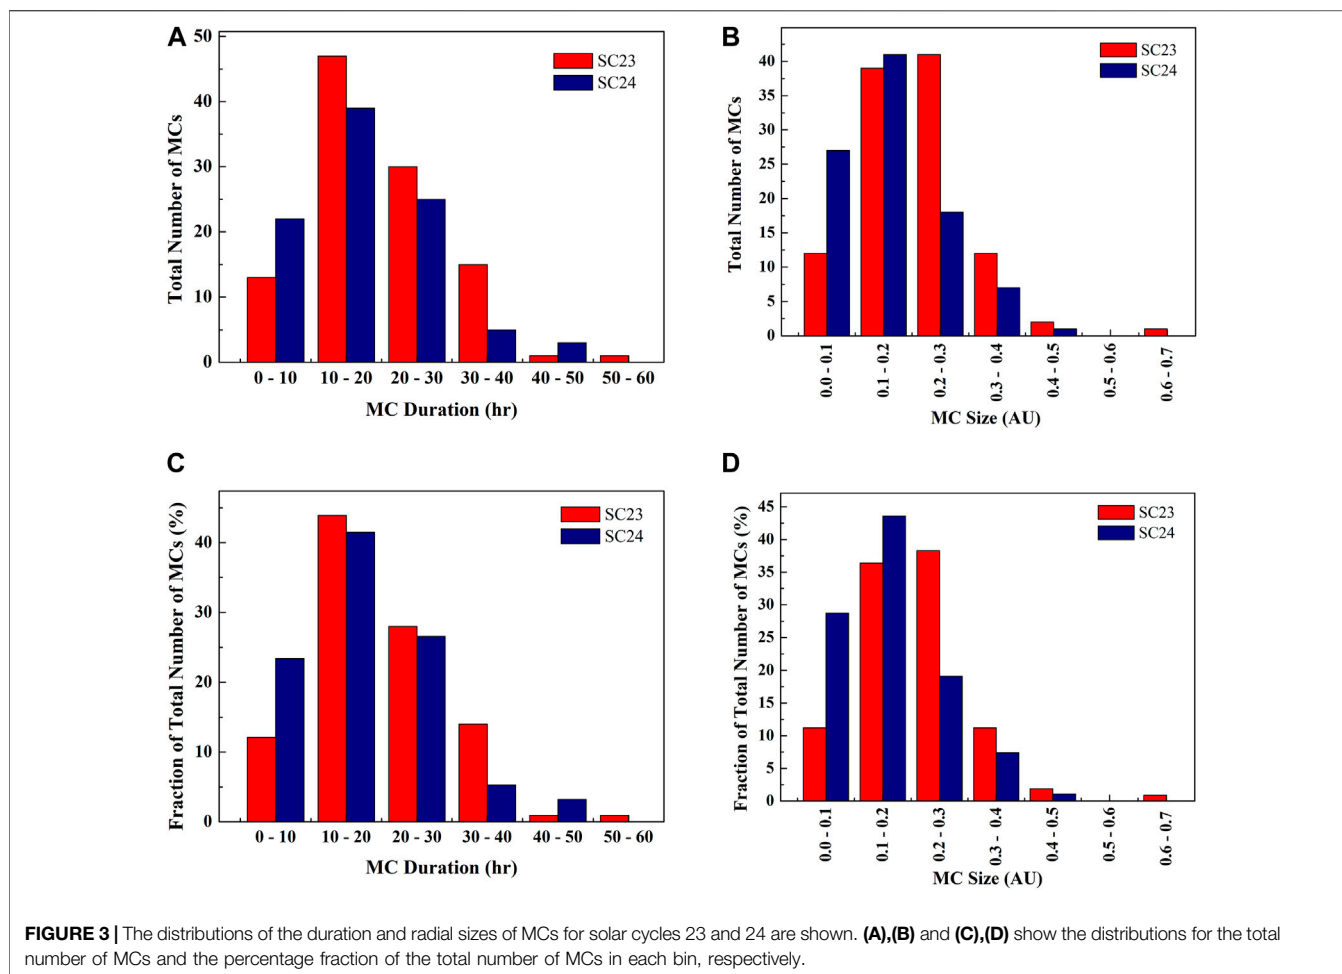 A
50
40
30
20
10
0
Total Number of MCs
SC23
SC24
0 - 10 10 - 20 20 - 30 30 - 40 40 - 50 50 - 60
MC Duration (hr)
B
40
35
30
25
20
15
10
5
0
Total Number of MCs
SC23
SC24
0.0 - 0.1 0.1 - 0.2 0.2 - 0.3 0.3 - 0.4 0.4 - 0.5 0.5 - 0.6 0.6 - 0.7
MC Size (AU)
C
40
30
20
10
0
Fraction of Total Number of MCs (%)
SC23
SC24
0 - 10 10 - 20 20 - 30 30 - 40 40 - 50 50 - 60
MC Duration (hr)
D
45
40
35
30
25
20
15
10
5
0
Fraction of Total Number of MCs (%)
SC23
SC24
0.0 - 0.1 0.1 - 0.2 0.2 - 0.3 0.3 - 0.4 0.4 - 0.5 0.5 - 0.6 0.6 - 0.7
MC Size (AU)
FIGURE 3 | The distributions of the duration and radial sizes of MCs for solar cycles 23 and 24 are shown. (A),(B) and (C),(D) show the distributions for the total
number of MCs and the percentage fraction of the total number of MCs in each bin, respectively.